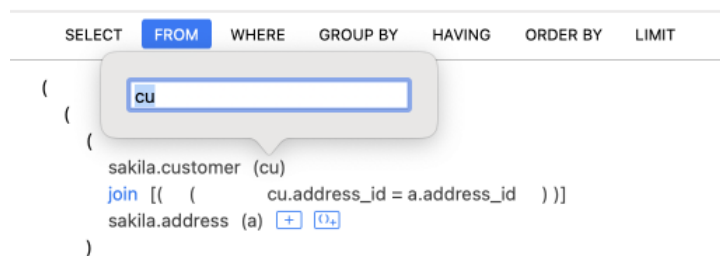 SELECT FROM WHERE GROUP BY HAVING ORDER BY LIMIT
cu
(
(
(
sakila.customer (cu)
join [( ( cu.address_id = a.address_id ) )]
sakila.address (a) + ()+
)